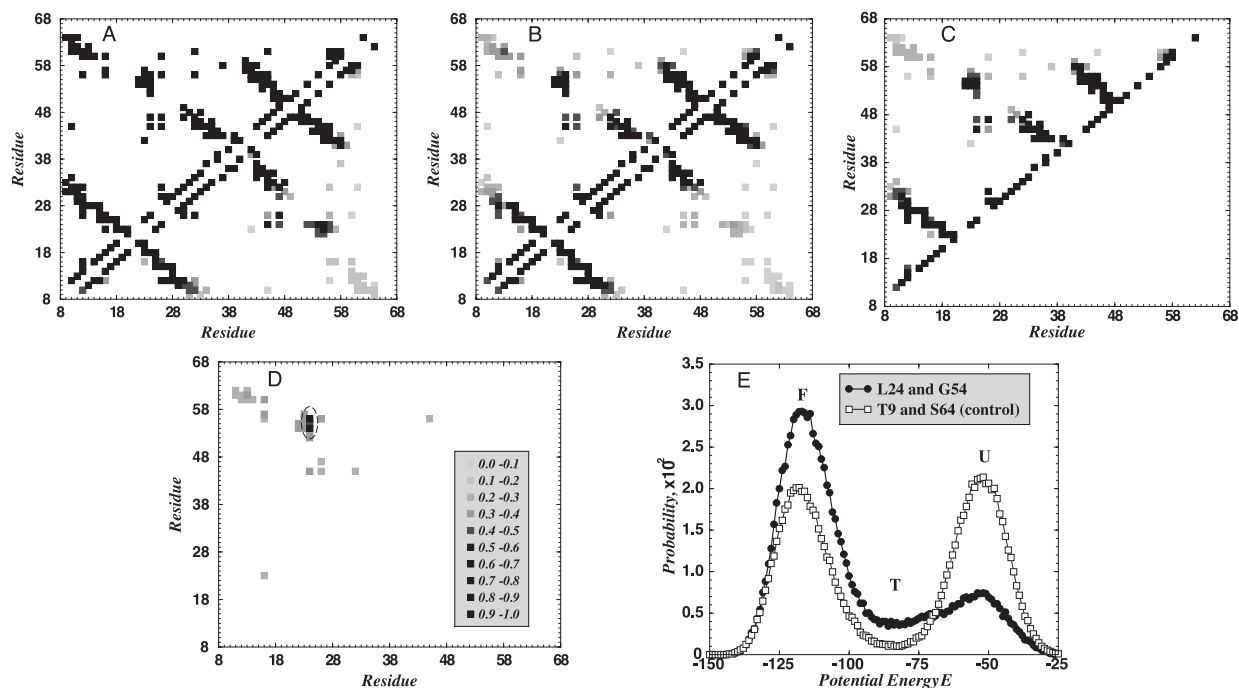 A
68
58
48
38
28
18
8
Residue
8 18 28 38 48 58 68
Residue
B
68
58
48
38
28
18
8
Residue
8 18 28 38 48 58 68
Residue
C
68
58
48
38
28
18
8
Residue
8 18 28 38 48 58 68
Residue
D
68
58
48
38
28
18
8
Residue
8 18 28 38 48 58 68
Residue
0.0 -0.1
0.1 -0.2
0.2 -0.3
0.3 -0.4
0.4 -0.5
0.5 -0.6
0.6 -0.7
0.7 -0.8
0.8 -0.9
0.9 -1.0
E
3.5
3.0
2.5
2.0
1.5
1.0
0.5
0
Probability, x10²
L24 and G54
T9 and S64 (control)
F
U
T
-150 -125 -100 -75 -50 -25
Potential Energy E